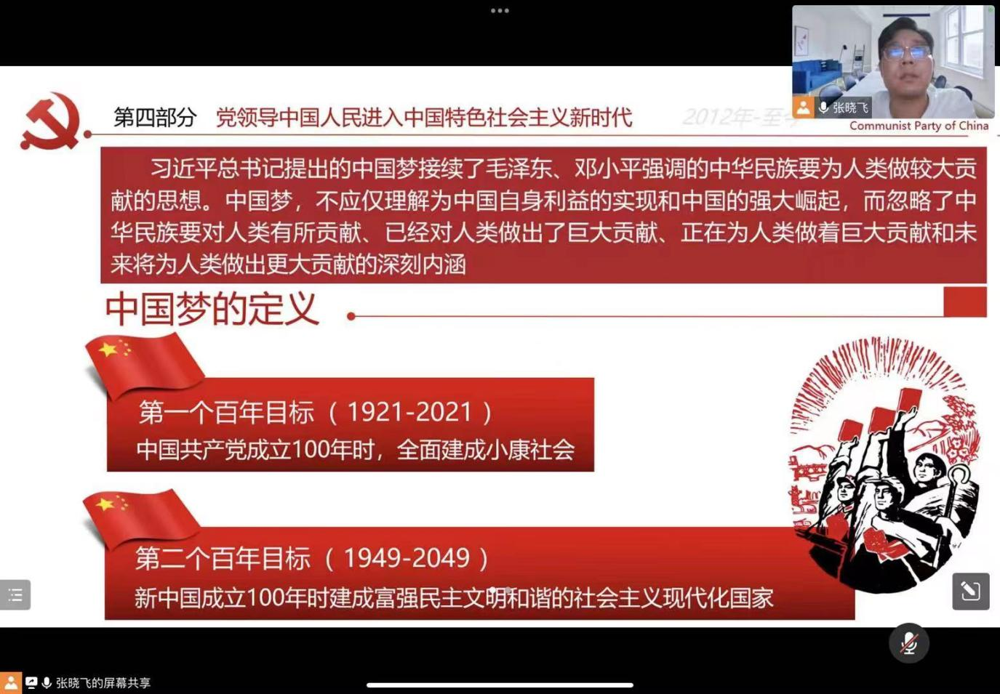 第四部分 党领导中国人民进入中国特色社会主义新时代 2012年-至今
张晓飞
Communist Party of China
习近平总书记提出的中国梦接续了毛泽东、邓小平强调的中华民族要为人类做较大贡
献的思想。中国梦，不应仅理解为中国自身利益的实现和中国的强大崛起，而忽略了中
华民族要对人类有所贡献、已经对人类做出了巨大贡献、正在为人类做着巨大贡献和未
来将为人类做出更大贡献的深刻内涵
中国梦的定义
第一个百年目标（1921-2021）
中国共产党成立100年时，全面建成小康社会
第二个百年目标（1949-2049）
新中国成立100年时建成富强民主文明和谐的社会主义现代化国家
张晓飞的屏幕共享